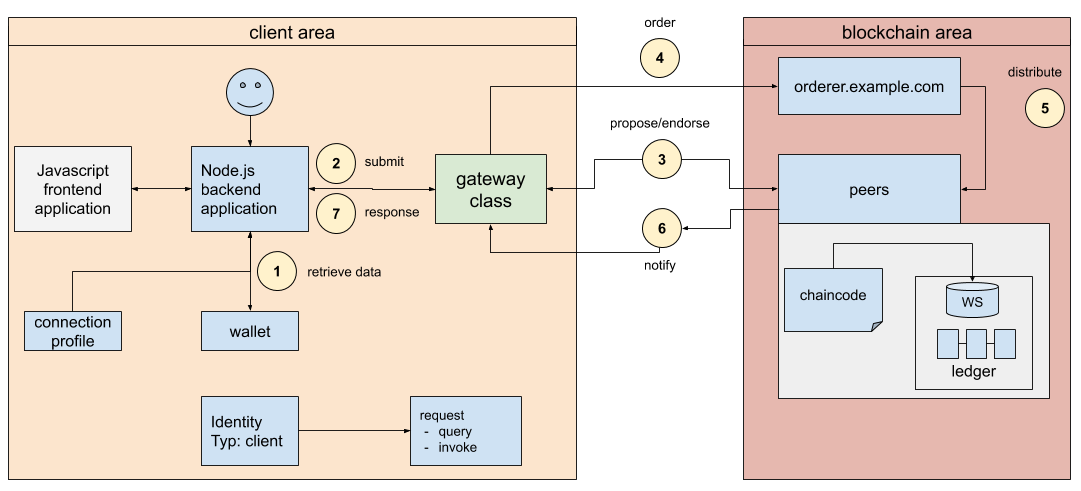 client area
Javascript
frontend
application
Node.js
backend
application
2
submit
7
response
gateway
class
1
retrieve data
connection
profile
wallet
Identity
Typ: client
request
- query
- invoke
order
4
propose/endorse
3
6
notify
blockchain area
orderer.example.com
distribute
5
peers
chaincode
WS
ledger